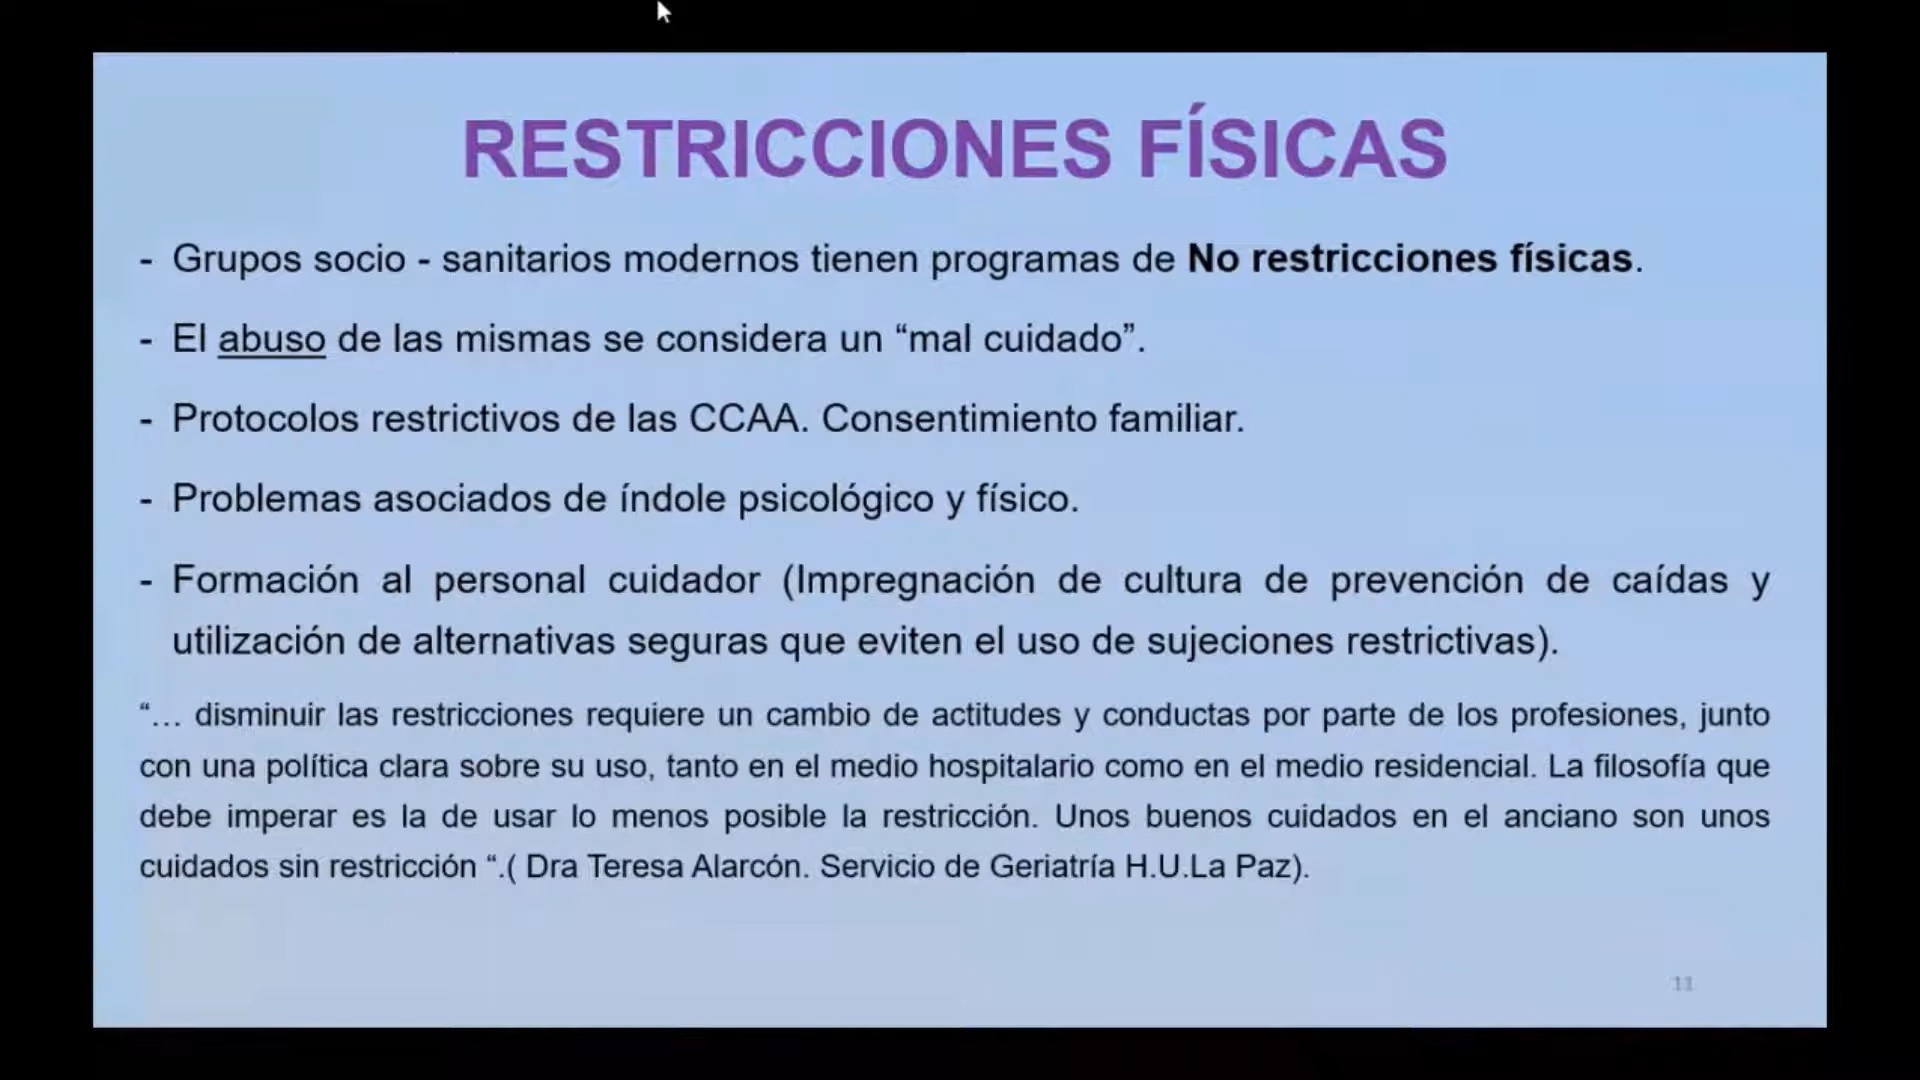 RESTRICCIONES FÍSICAS
- Grupos socio - sanitarios modernos tienen programas de No restricciones físicas.
- El abuso de las mismas se considera un “mal cuidado”.
- Protocolos restrictivos de las CCAA. Consentimiento familiar.
- Problemas asociados de índole psicológico y físico.
- Formación al personal cuidador (Impregnación de cultura de prevención de caídas y
utilización de alternativas seguras que eviten el uso de sujeciones restrictivas).
“… disminuir las restricciones requiere un cambio de actitudes y conductas por parte de los profesiones, junto
con una política clara sobre su uso, tanto en el medio hospitalario como en el medio residencial. La filosofía que
debe imperar es la de usar lo menos posible la restricción. Unos buenos cuidados en el anciano son unos
cuidados sin restricción “.( Dra Teresa Alarcón. Servicio de Geriatría H.U.La Paz).
11